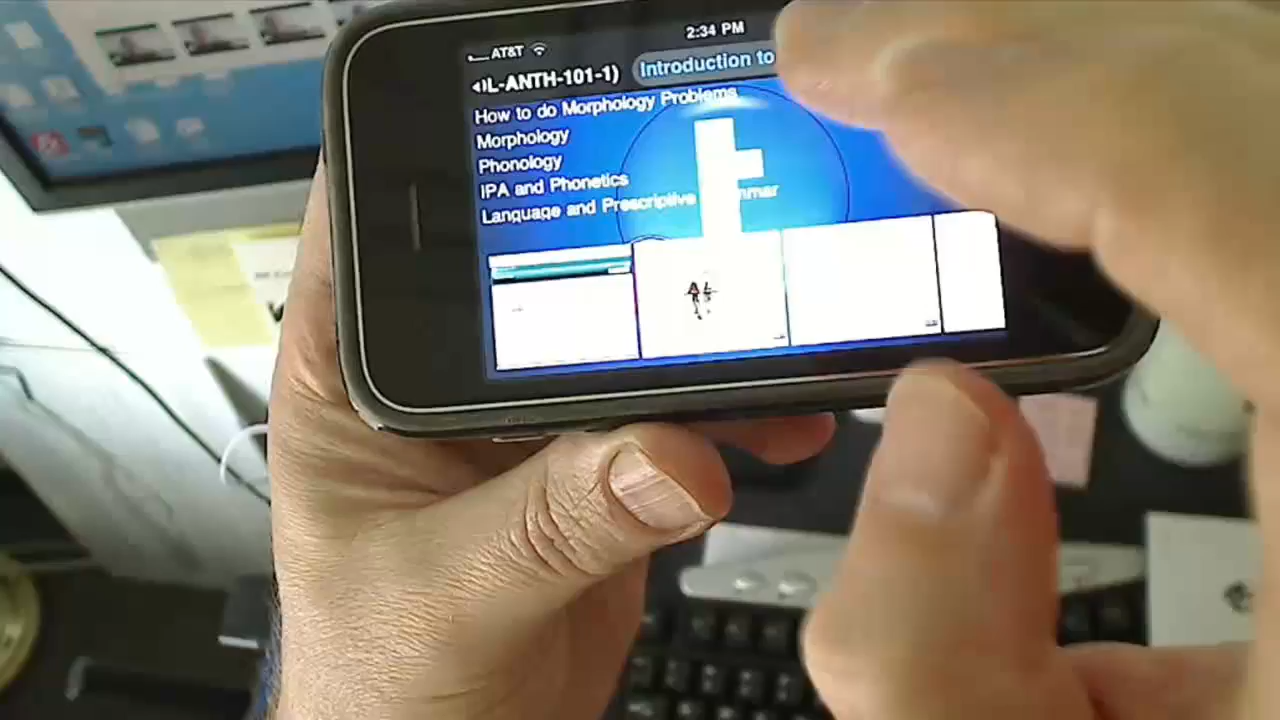 AT&T
2:34 PM
L-ANTH-101-1)
Introduction to
How to do Morphology Problems
Morphology
Phonology
IPA and Phonetics
Language and Prescriptive mmar